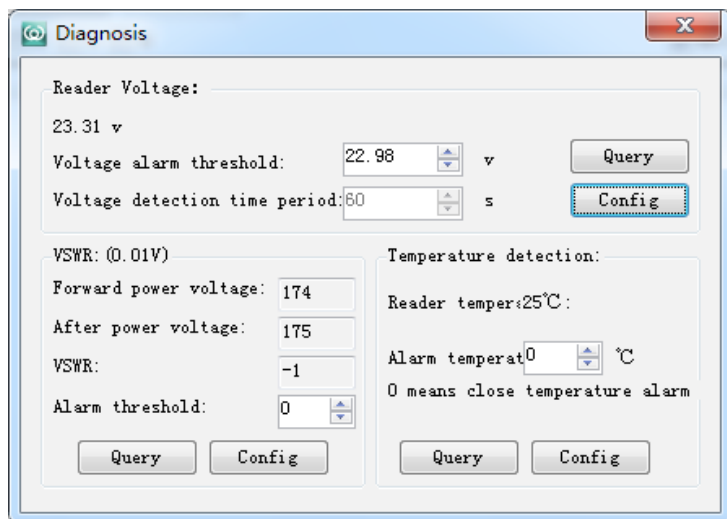 Diagnosis
Reader Voltage:
23.31 v
Voltage alarm threshold: 22.98 v Query
Voltage detection time period: 60 s Config
VSWR: (0.01V)
Forward power voltage: 174
After power voltage: 175
VSWR: -1
Alarm threshold: 0
Query Config
Temperature detection:
Reader temper 25℃:
Alarm temperat 0 ℃
0 means close temperature alarm
Query Config